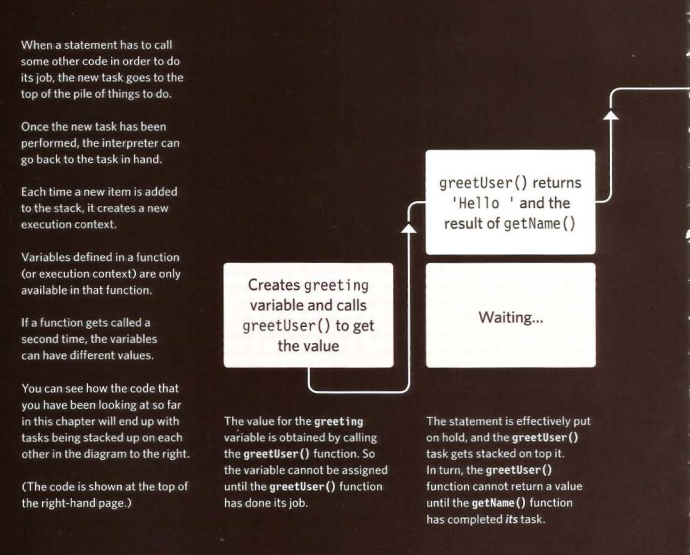 When a statement has to call
some other code in order to do
its job, the new task goes to the
top of the pile of things to do.
Once the new task has been
performed, the interpreter can
go back to the task in hand.
Each time a new item is added
to the stack, it creates a new
execution context.
Variables defined in a function
(or execution context) are only
available in that function.
If a function gets called a
second time, the variables
can have different values.
You can see how the code that
you have been looking at so far
in this chapter will end up with
tasks being stacked up on each
other in the diagram to the right.
(The code is shown at the top of
the right-hand page.)
Creates greeting
variable and calls
greetUser() to get
the value
The value for the greeting
variable is obtained by calling
the greetUser() function. So
the variable cannot be assigned
until the greetUser() function
has done its job.
greetUser() returns
'Hello ' and the
result of getName()
Waiting...
The statement is effectively put
on hold, and the greetUser()
task gets stacked on top it.
In turn, the greetUser()
function cannot return a value
until the getName() function
has completed its task.